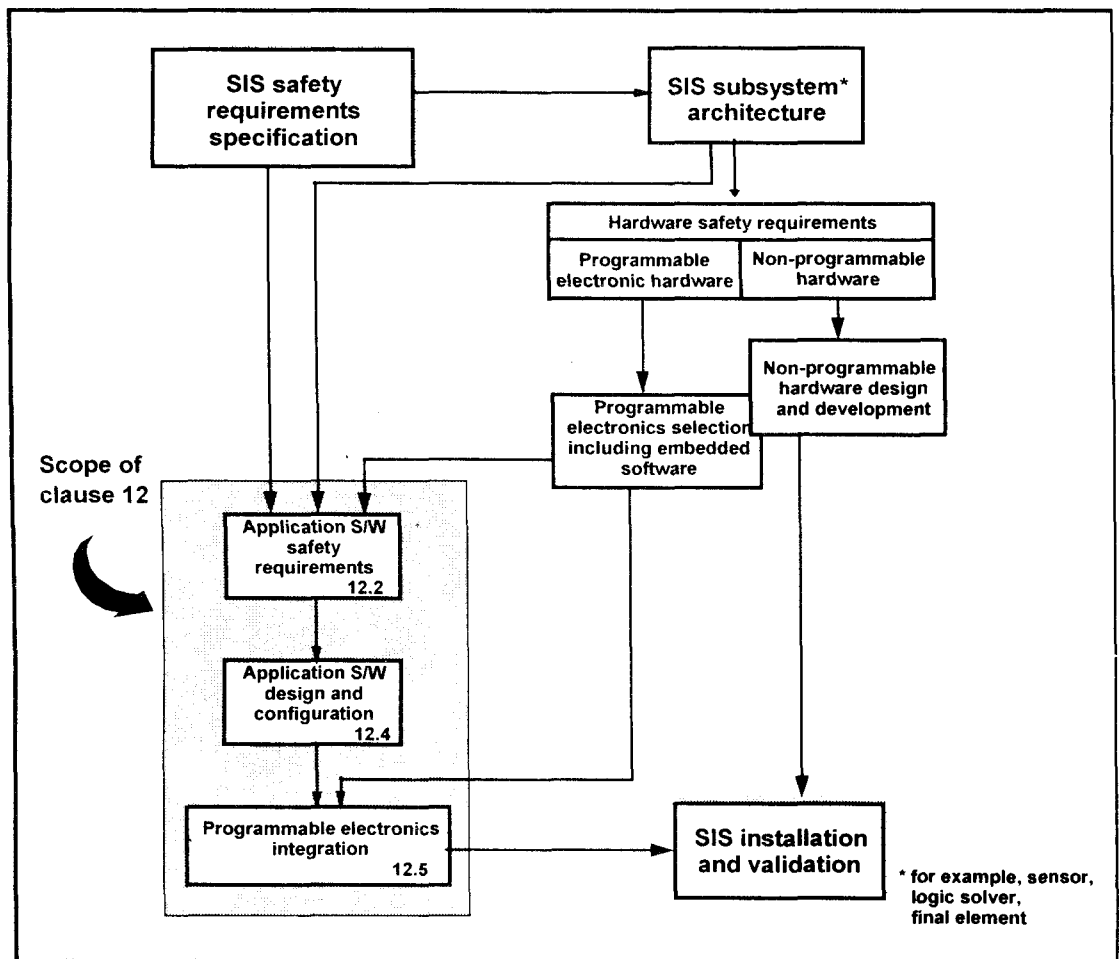 SIS safety
requirements
specification
SIS subsystem*
architecture
Hardware safety requirements
Programmable
electronic hardware
Non-programmable
hardware
Non-programmable
hardware design
and development
Programmable
electronics selection
including embedded
software
Scope of
clause 12
Application S/W
safety
requirements
12.2
Application S/W
design and
configuration
12.4
Programmable electronics
integration
12.5
SIS installation
and validation
* for example, sensor,
logic solver,
final element